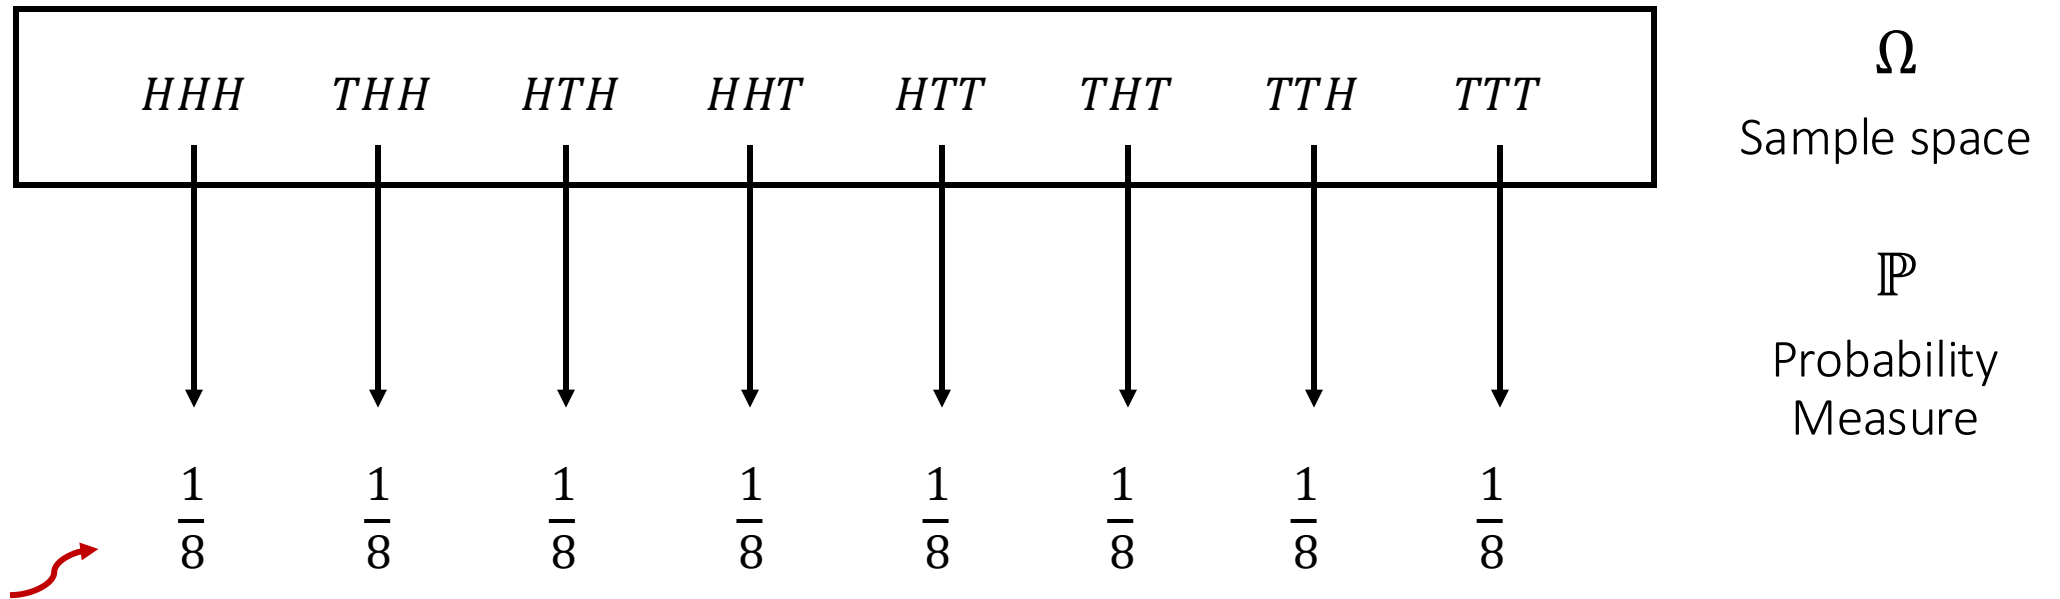 HHH THH HTH HHT HTT THT TTH TTT
Ω
Sample space
ℙ
Probability
Measure
1/8 1/8 1/8 1/8 1/8 1/8 1/8 1/8